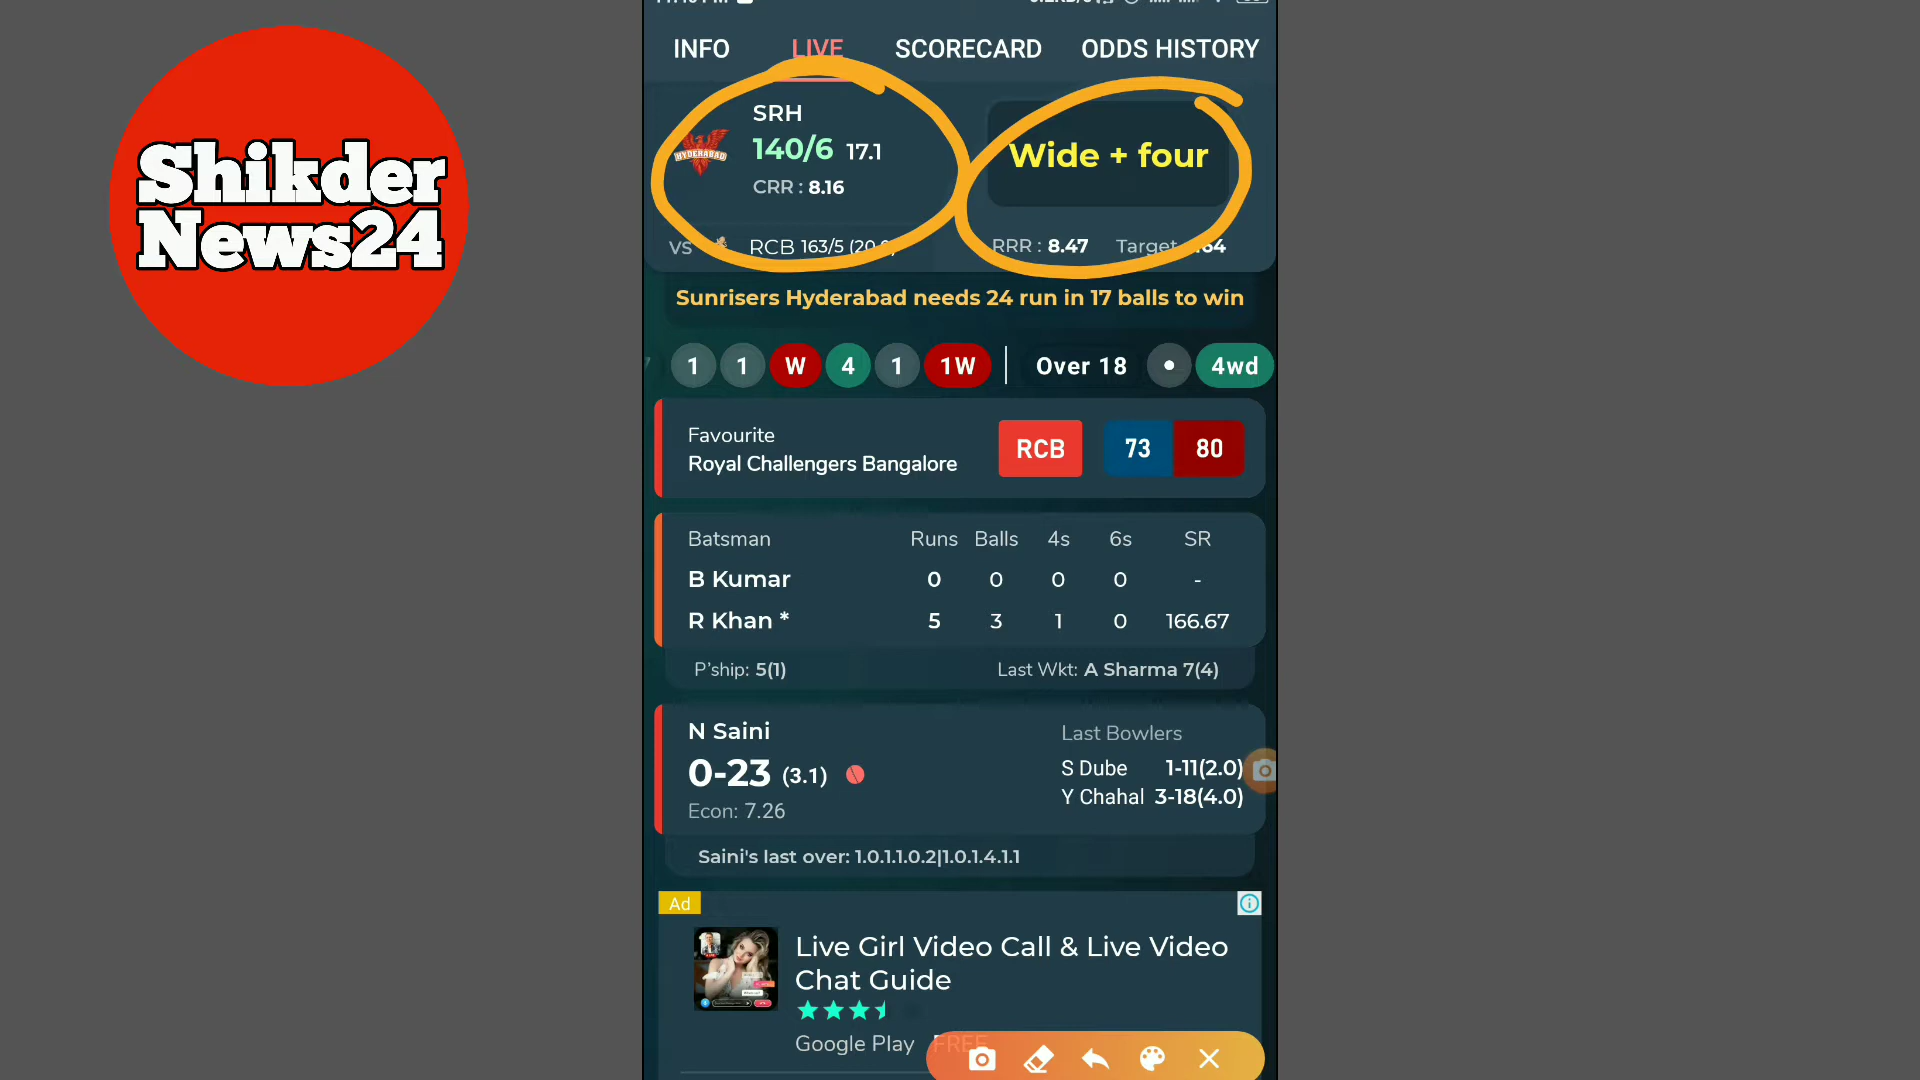 Shikder
News24
INFO LIVE SCORECARD ODDS HISTORY
SRH
HYDERABAD
140/6 17.1
CRR : 8.16
Wide + four
VS RCB 163/5
RRR : 8.47 Target
Sunrisers Hyderabad needs 24 run in 17 balls to win
1 1 W 4 1 1W Over 18 • 4wd
Favourite
Royal Challengers Bangalore
RCB 73 80
Batsman Runs Balls 4s 6s SR
B Kumar 0 0 0 0 -
R Khan * 5 3 1 0 166.67
P'ship: 5(1) Last Wkt: A Sharma 7(4)
N Saini
0-23 (3.1)
Econ: 7.26
Last Bowlers
S Dube 1-11(2.0)
Y Chahal 3-18(4.0)
Saini's last over: 1.0.1.1.0.2|1.0.1.4.1.1
Ad
Live Girl Video Call & Live Video
Chat Guide
Google Play FREE